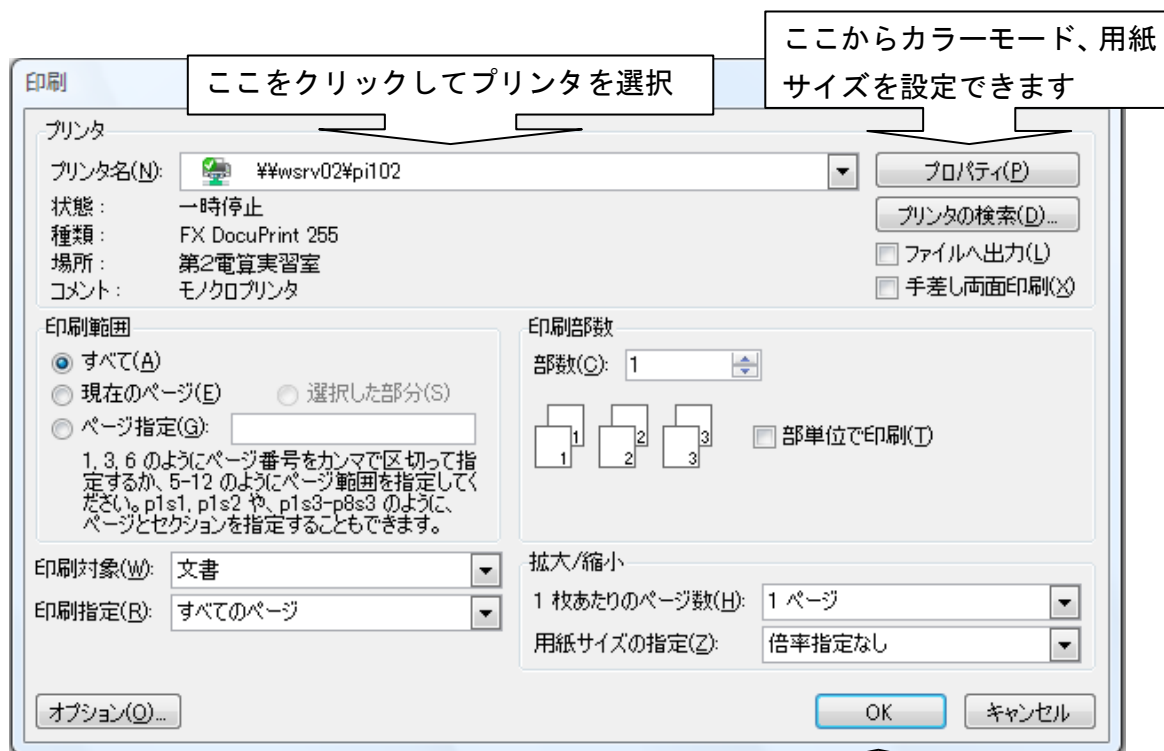 ここからカラーモード、用紙
サイズを設定できます
ここをクリックしてプリンタを選択
印刷
プリンタ
プリンタ名(N): ¥¥wsrv02¥pi102 プロパティ(P)
状態： 一時停止 プリンタの検索(D)...
種類： FX DocuPrint 255 ファイルへ出力(L)
場所： 第2電算実習室
コメント： モノクロプリンタ 手差し両面印刷(X)
印刷範囲
すべて(A)
現在のページ(E) 選択した部分(S)
ページ指定(G):
1, 3, 6 のようにページ番号をカンマで区切って指
定するか、5-12 のようにページ範囲を指定してく
ださい。p1s1, p1s2 や、p1s3-p8s3 のように、
ページとセクションを指定することもできます。
印刷部数
部数(C): 1
1 1 2 2 3 3 部単位で印刷(T)
印刷対象(W): 文書
印刷指定(R): すべてのページ
拡大/縮小
1 枚あたりのページ数(H): 1 ページ
用紙サイズの指定(Z): 倍率指定なし
オプション(O)... OK キャンセル